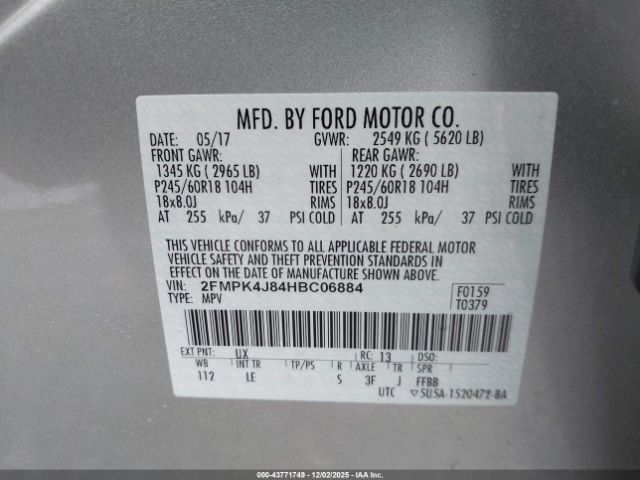 MFD. BY FORD MOTOR CO.
DATE: 05/17 GVWR: 2549 KG ( 5620 LB)
FRONT GAWR: REAR GAWR:
1345 KG ( 2965 LB) WITH 1220 KG ( 2690 LB) WITH
P245/60R18 104H TIRES P245/60R18 104H TIRES
18x8.0J RIMS 18x8.0J RIMS
AT 255 kPa/ 37 PSI COLD AT 255 kPa/ 37 PSI COLD
THIS VEHICLE CONFORMS TO ALL APPLICABLE FEDERAL MOTOR
VEHICLE SAFETY AND THEFT PREVENTION STANDARDS IN
EFFECT ON THE DATE OF MANUFACTURE SHOWN ABOVE.
VIN: 2FMPK4J84HBC06884 F0159
TYPE: MPV T0379
EXT PNT: UX RC: 13 DSO:
WB INT TR TP/PS R AXLE TR SPR
112 LE S 3F J FFBB
UTC ▽5U5A-1520472-BA
000-43771749 - 12/02/2025 - IAAI.COM